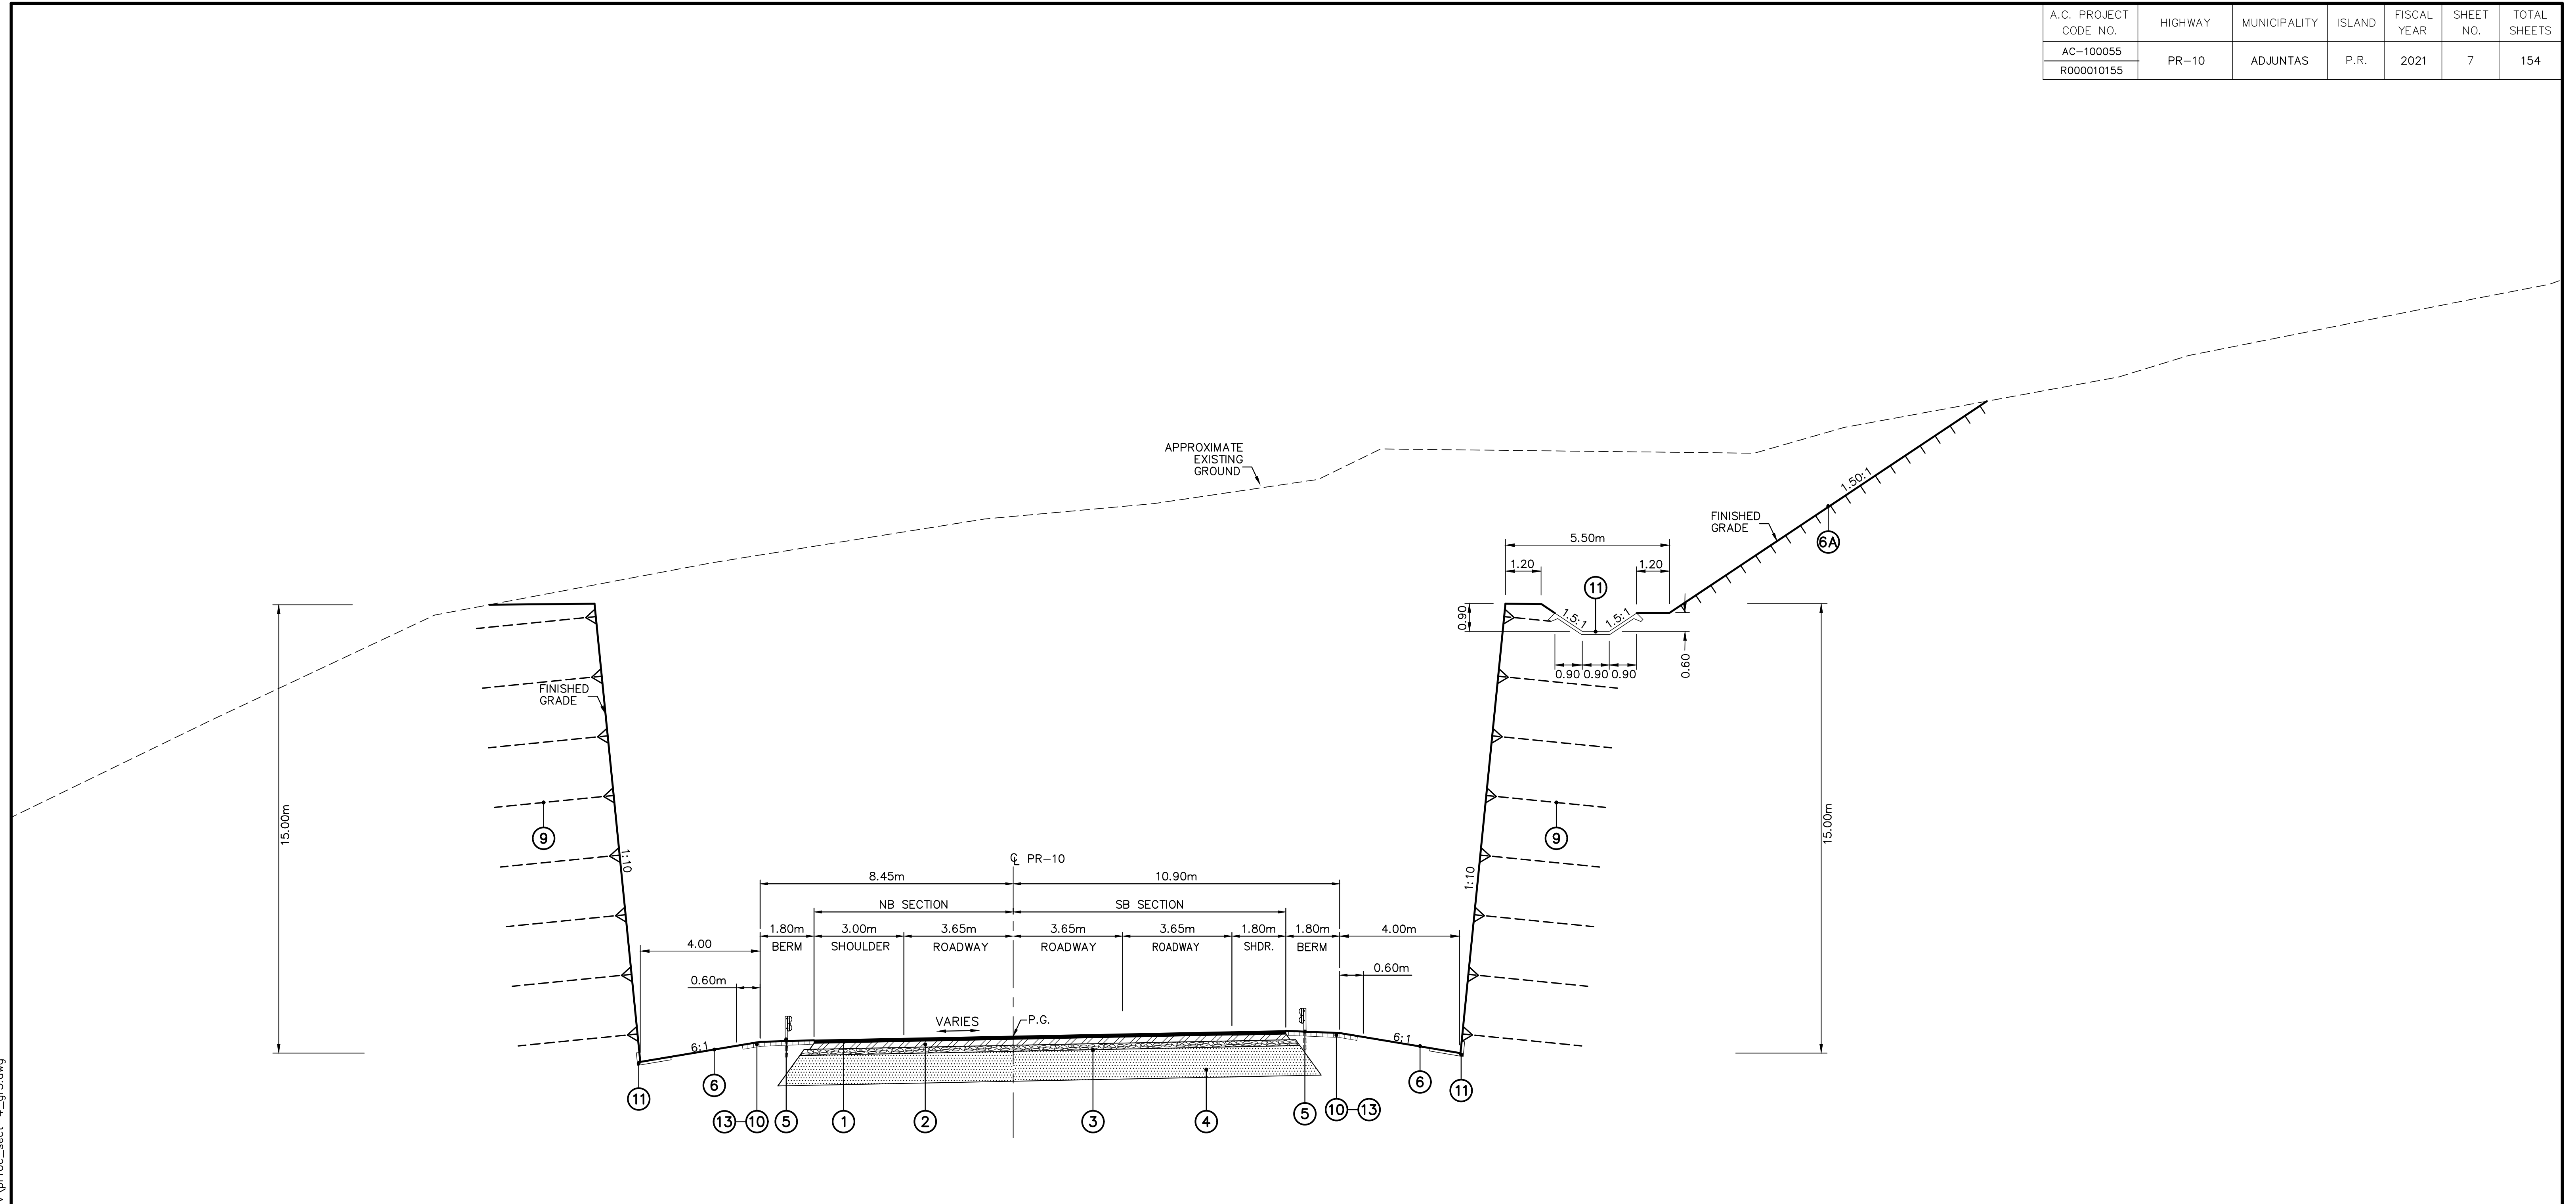 A.C. PROJECT CODE NO.
HIGHWAY
MUNICIPALITY
ISLAND
FISCAL YEAR
SHEET NO.
TOTAL SHEETS
AC-100055
R000010155
PR-10
ADJUNTAS
P.R.
2021
7
154
APPROXIMATE
EXISTING
GROUND
1.50:1
FINISHED
GRADE
6A
5.50m
1.20
1.20
11
0.90
1.5:1
1.5:1
0.60
0.90 0.90 0.90
FINISHED
GRADE
15.00m
15.00m
9
9
1:10
1:10
℄ PR-10
8.45m
10.90m
NB SECTION
SB SECTION
4.00
1.80m
3.00m
3.65m
3.65m
3.65m
1.80m
1.80m
4.00m
BERM
SHOULDER
ROADWAY
ROADWAY
ROADWAY
SHDR.
BERM
0.60m
0.60m
VARIES
P.G.
6:1
6:1
11
6
13
10
5
1
2
3
4
5
10
13
6
11